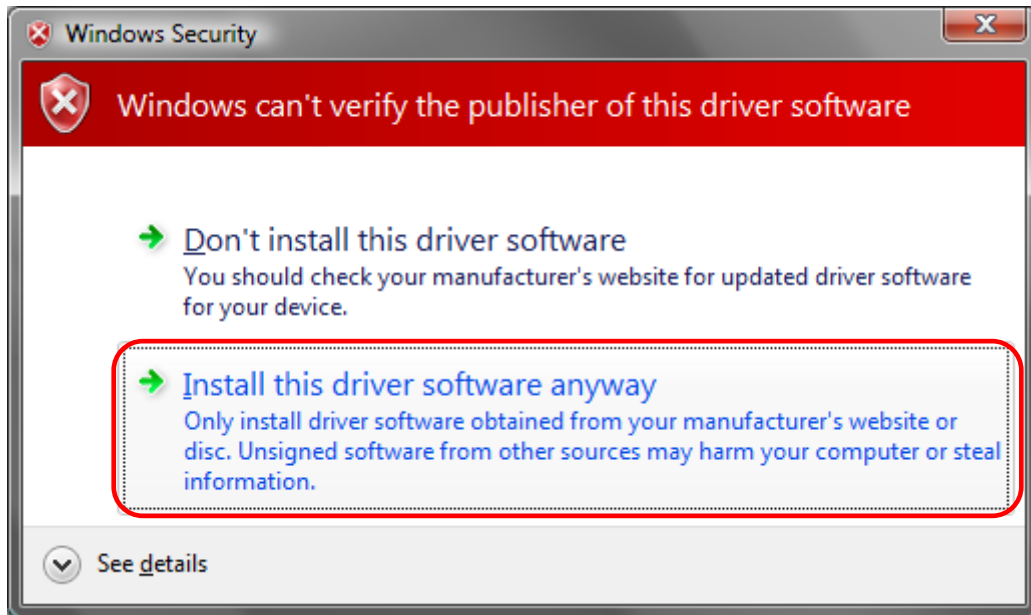 Windows Security
Windows can't verify the publisher of this driver software
Don't install this driver software
You should check your manufacturer's website for updated driver software
for your device.
Install this driver software anyway
Only install driver software obtained from your manufacturer's website or
disc. Unsigned software from other sources may harm your computer or steal
information.
See details